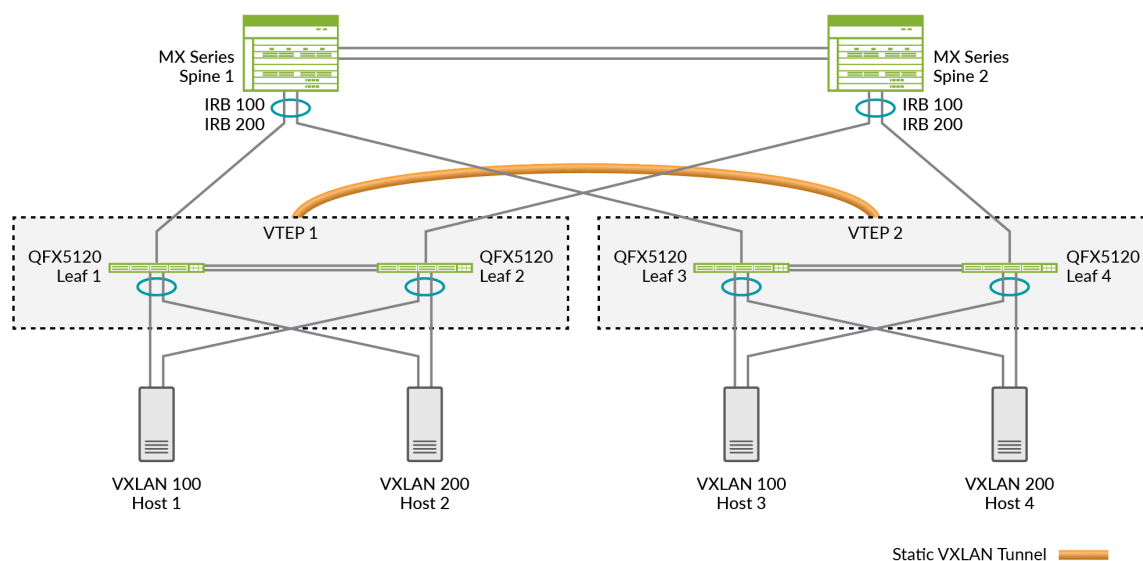 MX Series
Spine 1
MX Series
Spine 2
IRB 100
IRB 200
IRB 100
IRB 200
VTEP 1
VTEP 2
QFX5120
Leaf 1
QFX5120
Leaf 2
QFX5120
Leaf 3
QFX5120
Leaf 4
VXLAN 100
Host 1
VXLAN 200
Host 2
VXLAN 100
Host 3
VXLAN 200
Host 4
Static VXLAN Tunnel